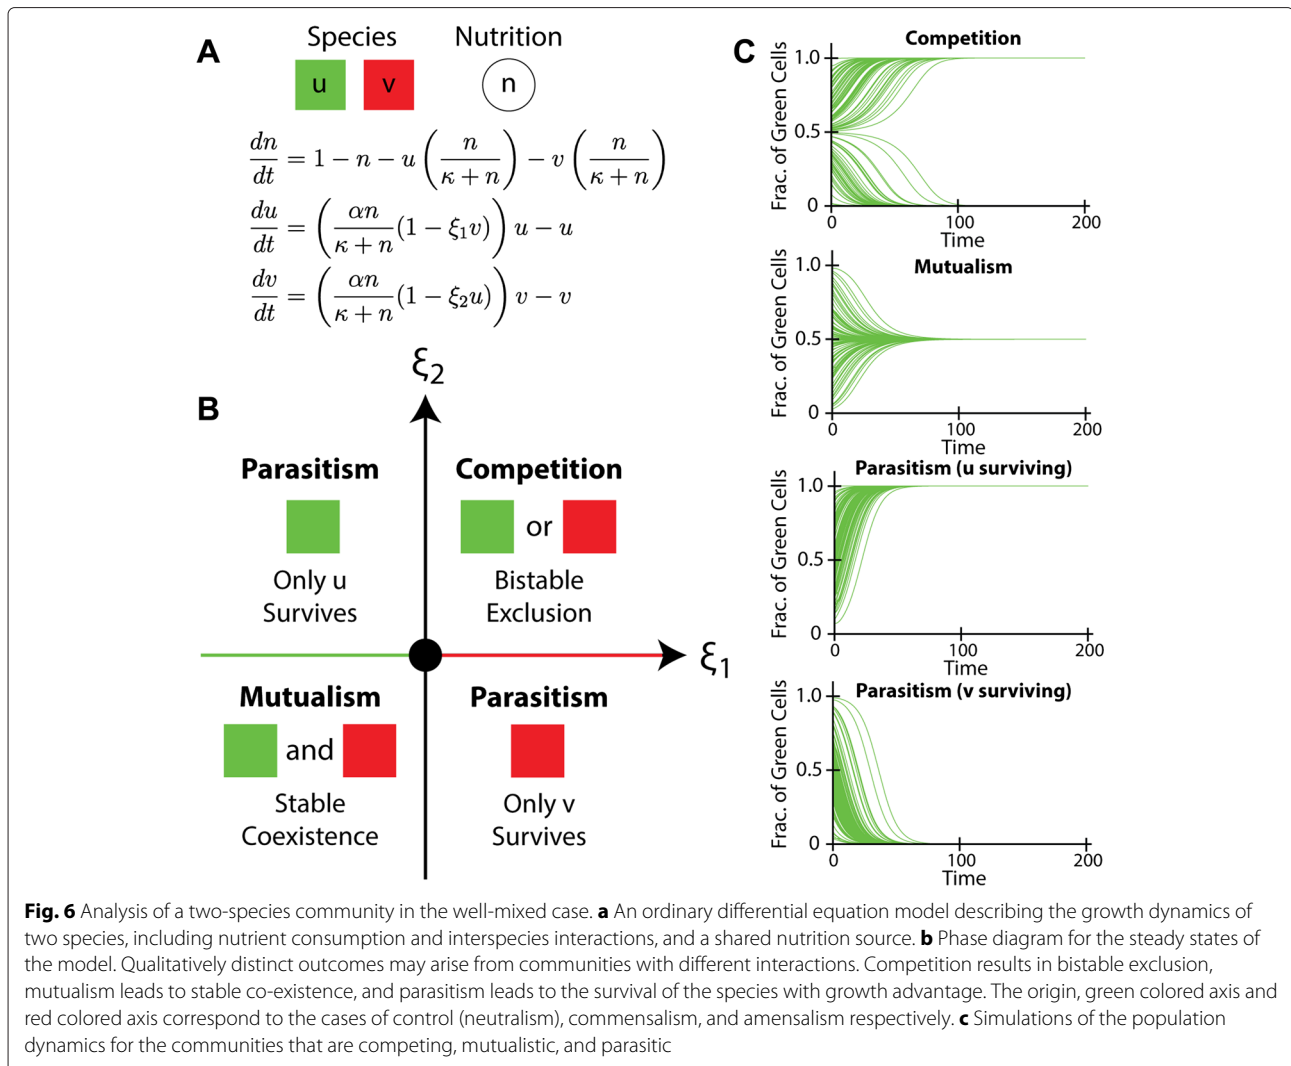 A
Species
Nutrition
u
v
n
dn/dt = 1 − n − u (n/(κ + n)) − v (n/(κ + n))
du/dt = (αn/(κ + n) (1 − ξ₁v)) u − u
dv/dt = (αn/(κ + n) (1 − ξ₂u)) v − v
B
ξ₂
ξ₁
Parasitism
Only u
Survives
Competition
or
Bistable
Exclusion
Mutualism
and
Stable
Coexistence
Parasitism
Only v
Survives
C
Competition
Frac. of Green Cells
1.0
0.5
0
0
100
200
Time
Mutualism
Frac. of Green Cells
1.0
0.5
0
0
100
200
Time
Parasitism (u surviving)
Frac. of Green Cells
1.0
0.5
0
0
100
200
Time
Parasitism (v surviving)
Frac. of Green Cells
1.0
0.5
0
0
100
200
Time
Fig. 6 Analysis of a two-species community in the well-mixed case. a An ordinary differential equation model describing the growth dynamics of
two species, including nutrient consumption and interspecies interactions, and a shared nutrition source. b Phase diagram for the steady states of
the model. Qualitatively distinct outcomes may arise from communities with different interactions. Competition results in bistable exclusion,
mutualism leads to stable co-existence, and parasitism leads to the survival of the species with growth advantage. The origin, green colored axis and
red colored axis correspond to the cases of control (neutralism), commensalism, and amensalism respectively. c Simulations of the population
dynamics for the communities that are competing, mutualistic, and parasitic